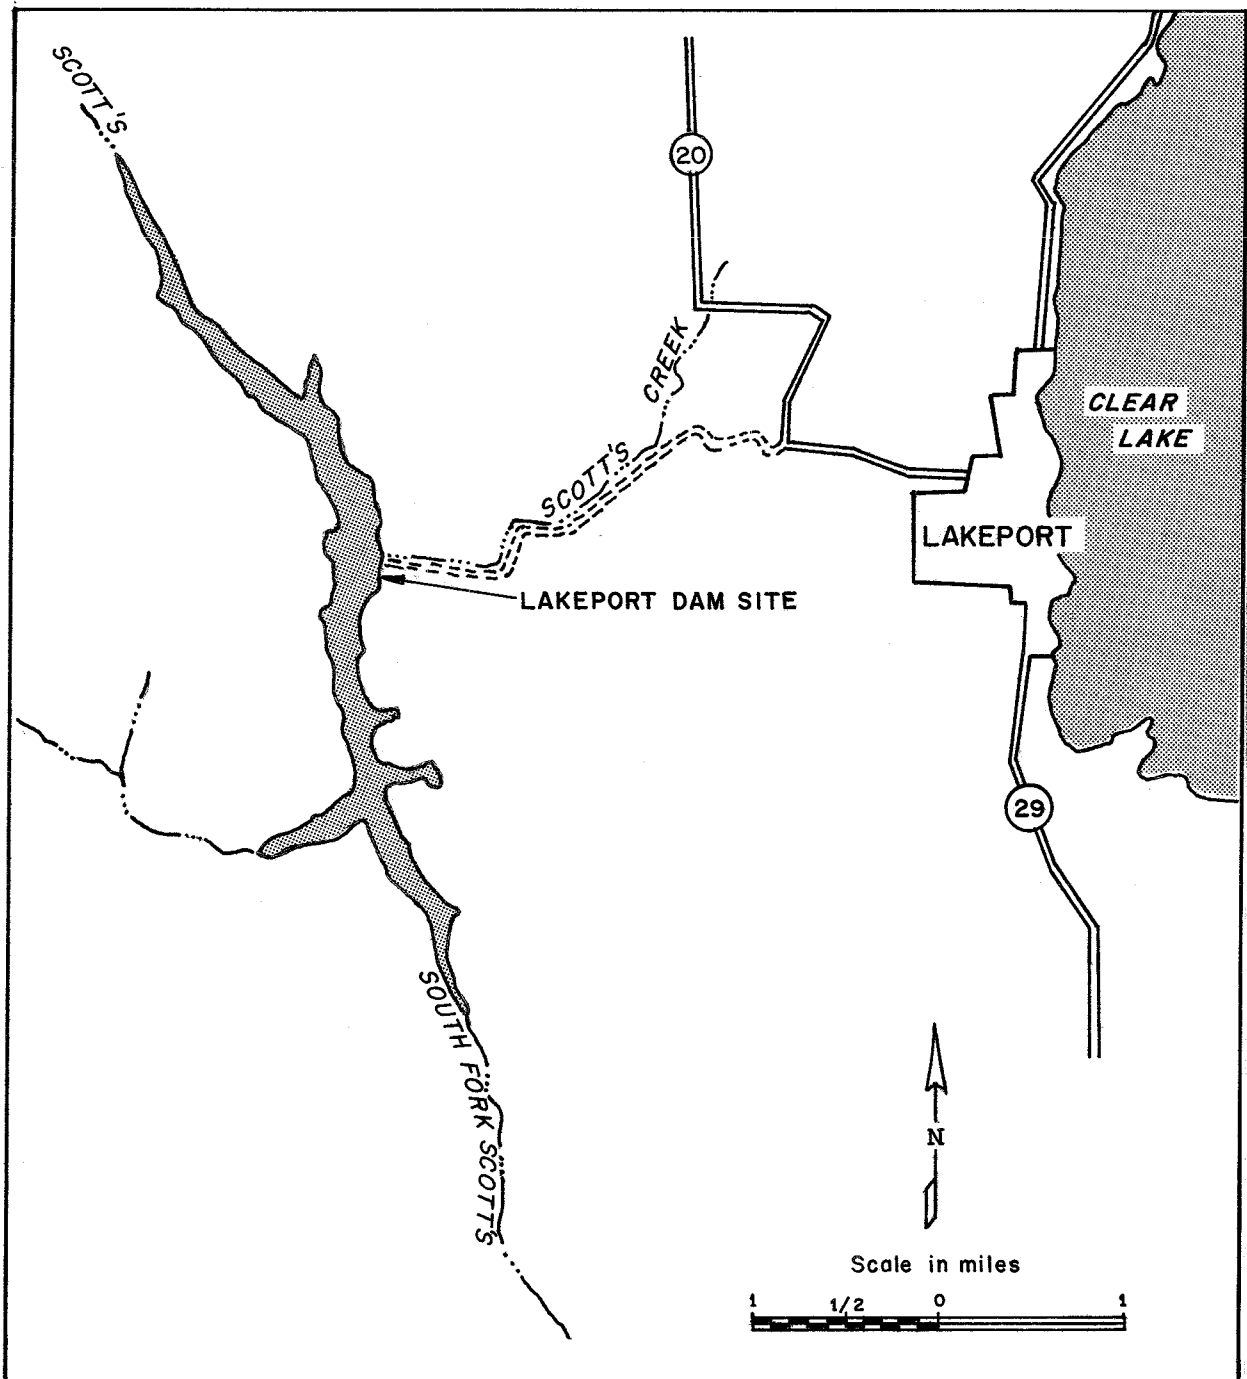 SCOTT'S
20
CREEK
CLEAR
LAKE
SCOTT'S
LAKEPORT
LAKEPORT DAM SITE
29
SOUTH FORK SCOTT'S
N
Scale in miles
1 1/2 0 1